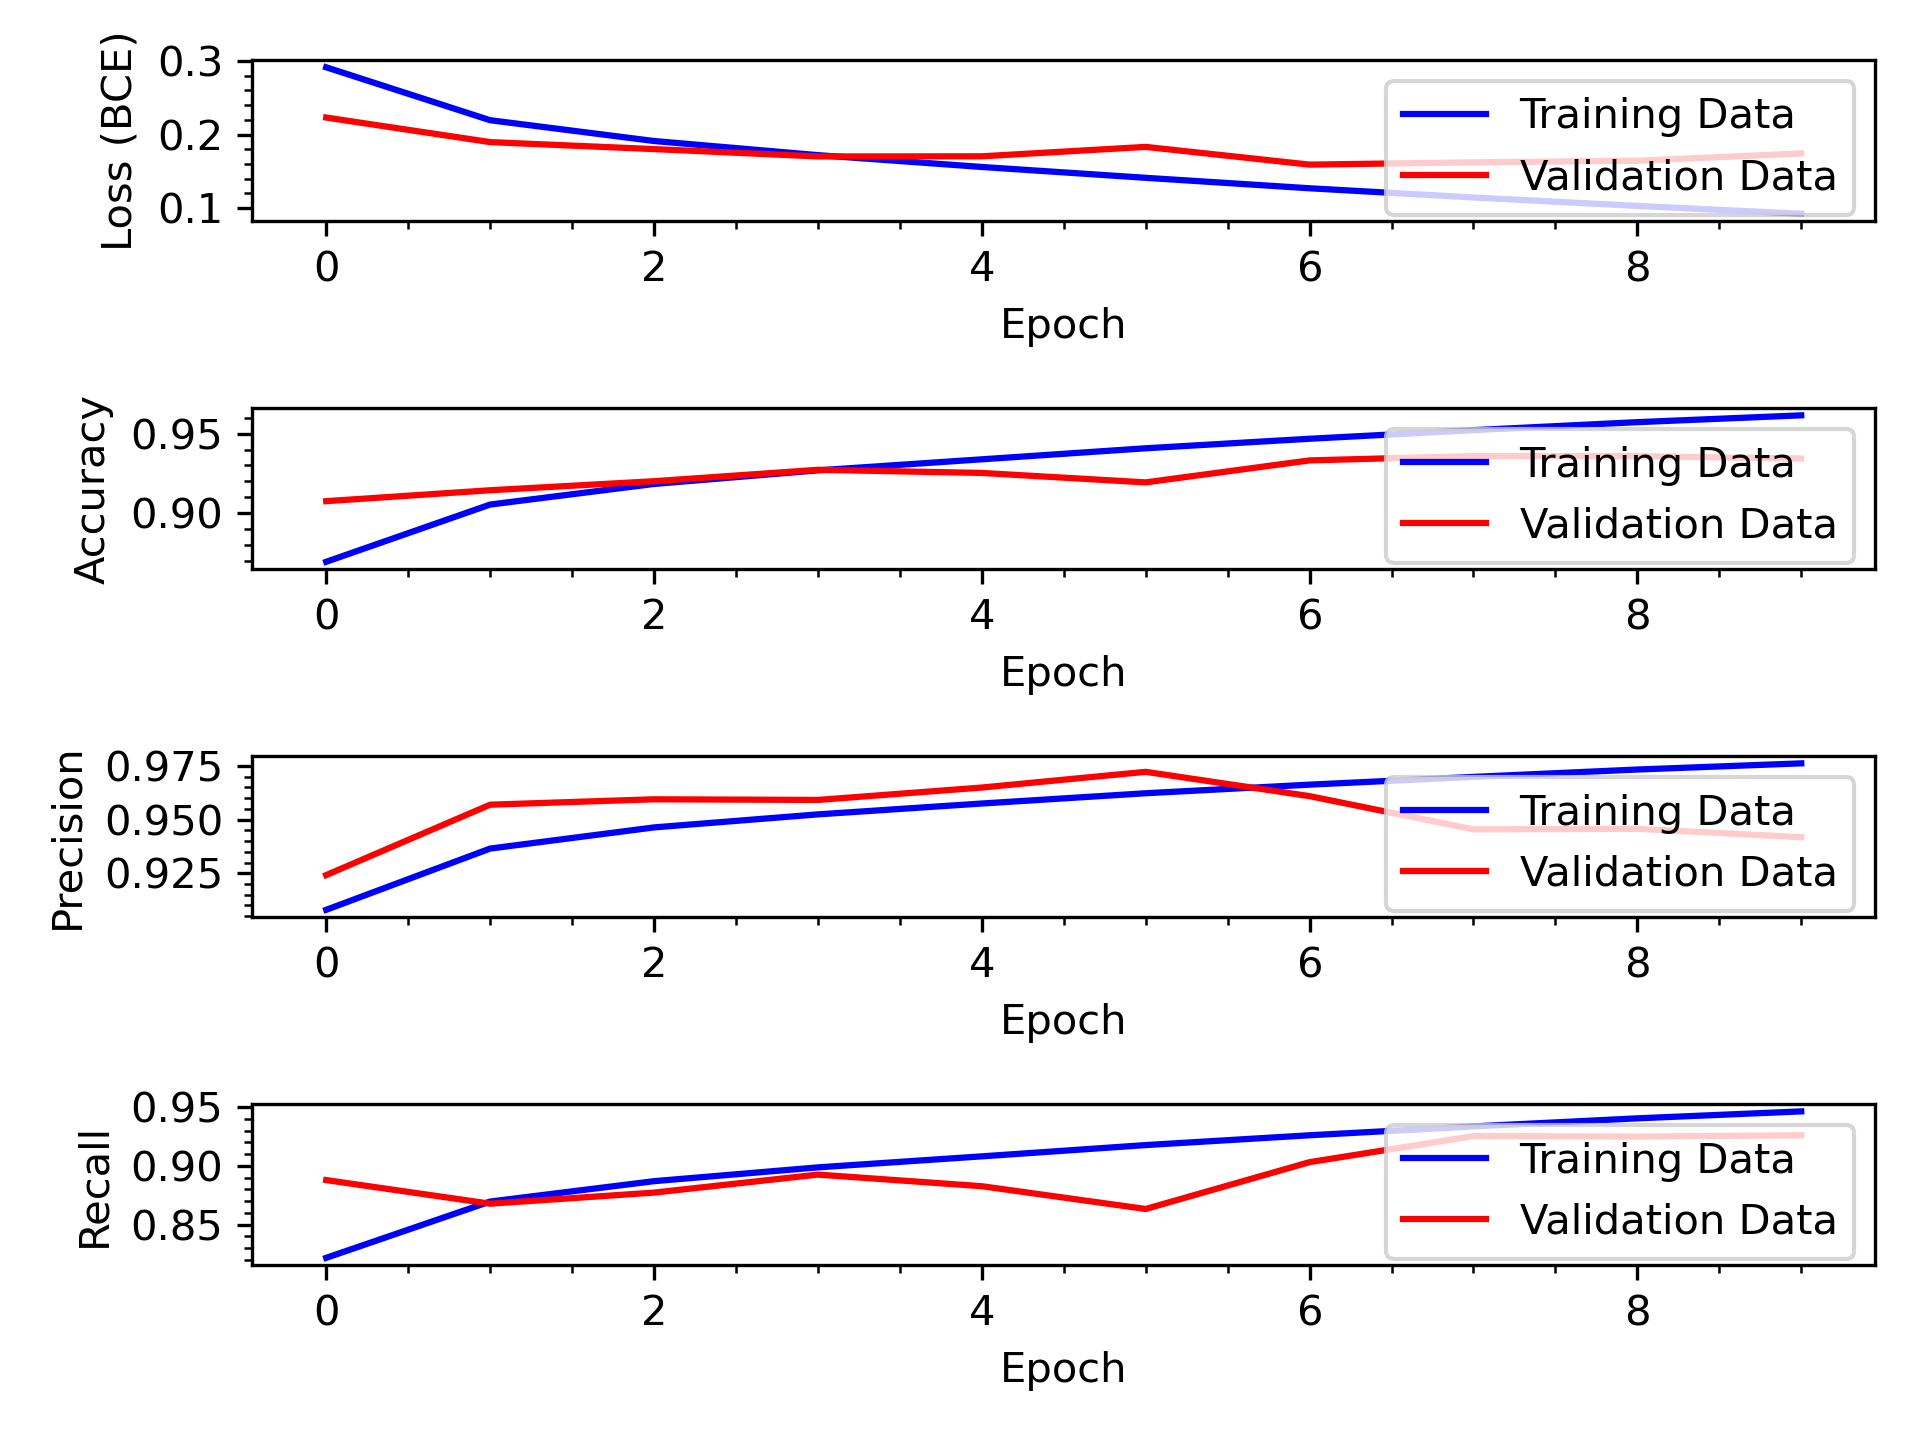 Loss (BCE)
0.3
0.2
0.1
Training Data
Validation Data
0 2 4 6 8
Epoch
Accuracy
0.95
0.90
Training Data
Validation Data
0 2 4 6 8
Epoch
Precision
0.975
0.950
0.925
Training Data
Validation Data
0 2 4 6 8
Epoch
Recall
0.95
0.90
0.85
Training Data
Validation Data
0 2 4 6 8
Epoch